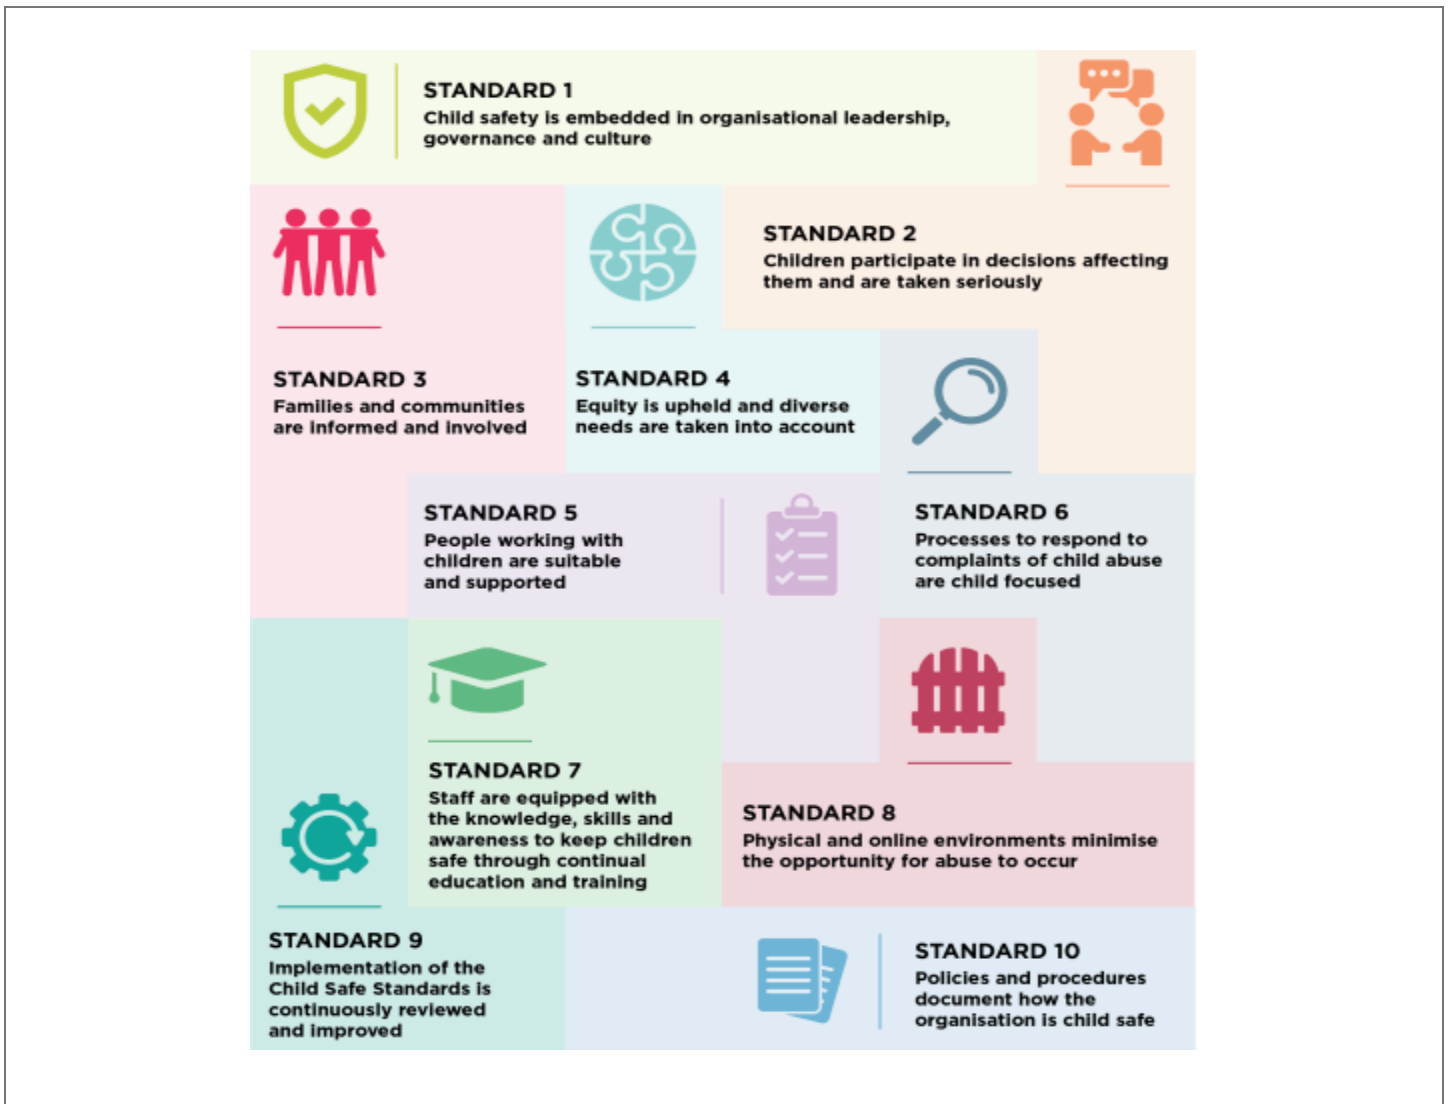 STANDARD 1
Child safety is embedded in organisational leadership,
governance and culture
STANDARD 2
Children participate in decisions affecting
them and are taken seriously
STANDARD 3
Families and communities
are informed and involved
STANDARD 4
Equity is upheld and diverse
needs are taken into account
STANDARD 5
People working with
children are suitable
and supported
STANDARD 6
Processes to respond to
complaints of child abuse
are child focused
STANDARD 7
Staff are equipped with
the knowledge, skills and
awareness to keep children
safe through continual
education and training
STANDARD 8
Physical and online environments minimise
the opportunity for abuse to occur
STANDARD 9
Implementation of the
Child Safe Standards is
continuously reviewed
and improved
STANDARD 10
Policies and procedures
document how the
organisation is child safe